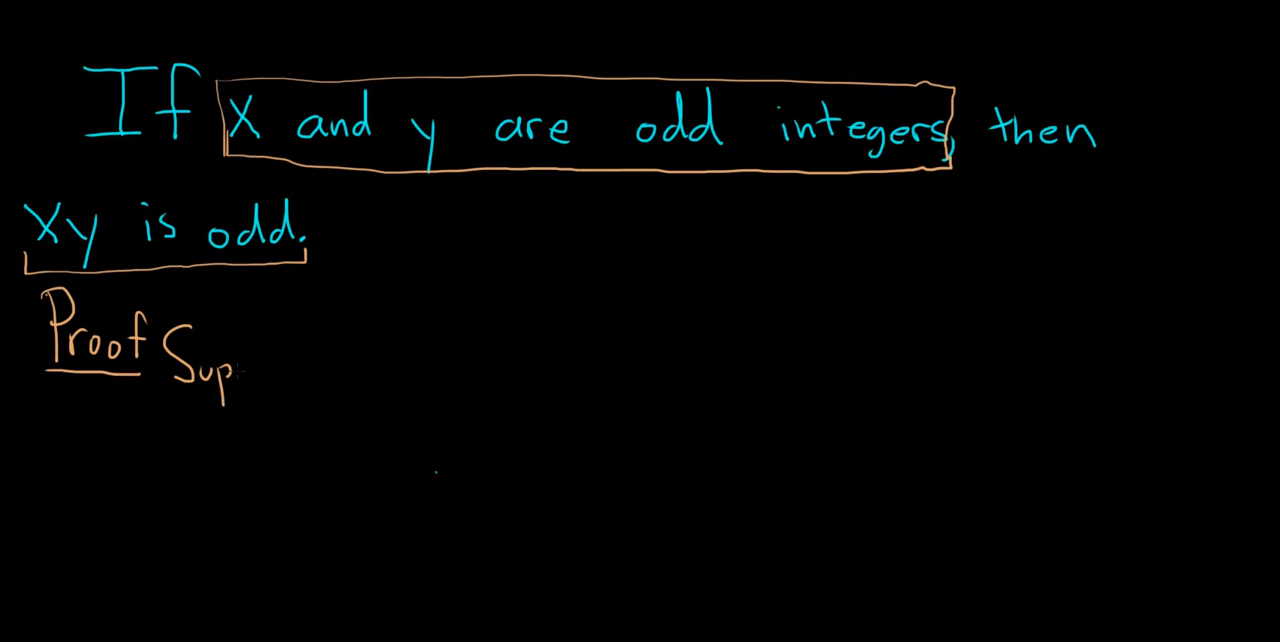 If X and y are odd integers, then
Xy is odd.
Proof Sup